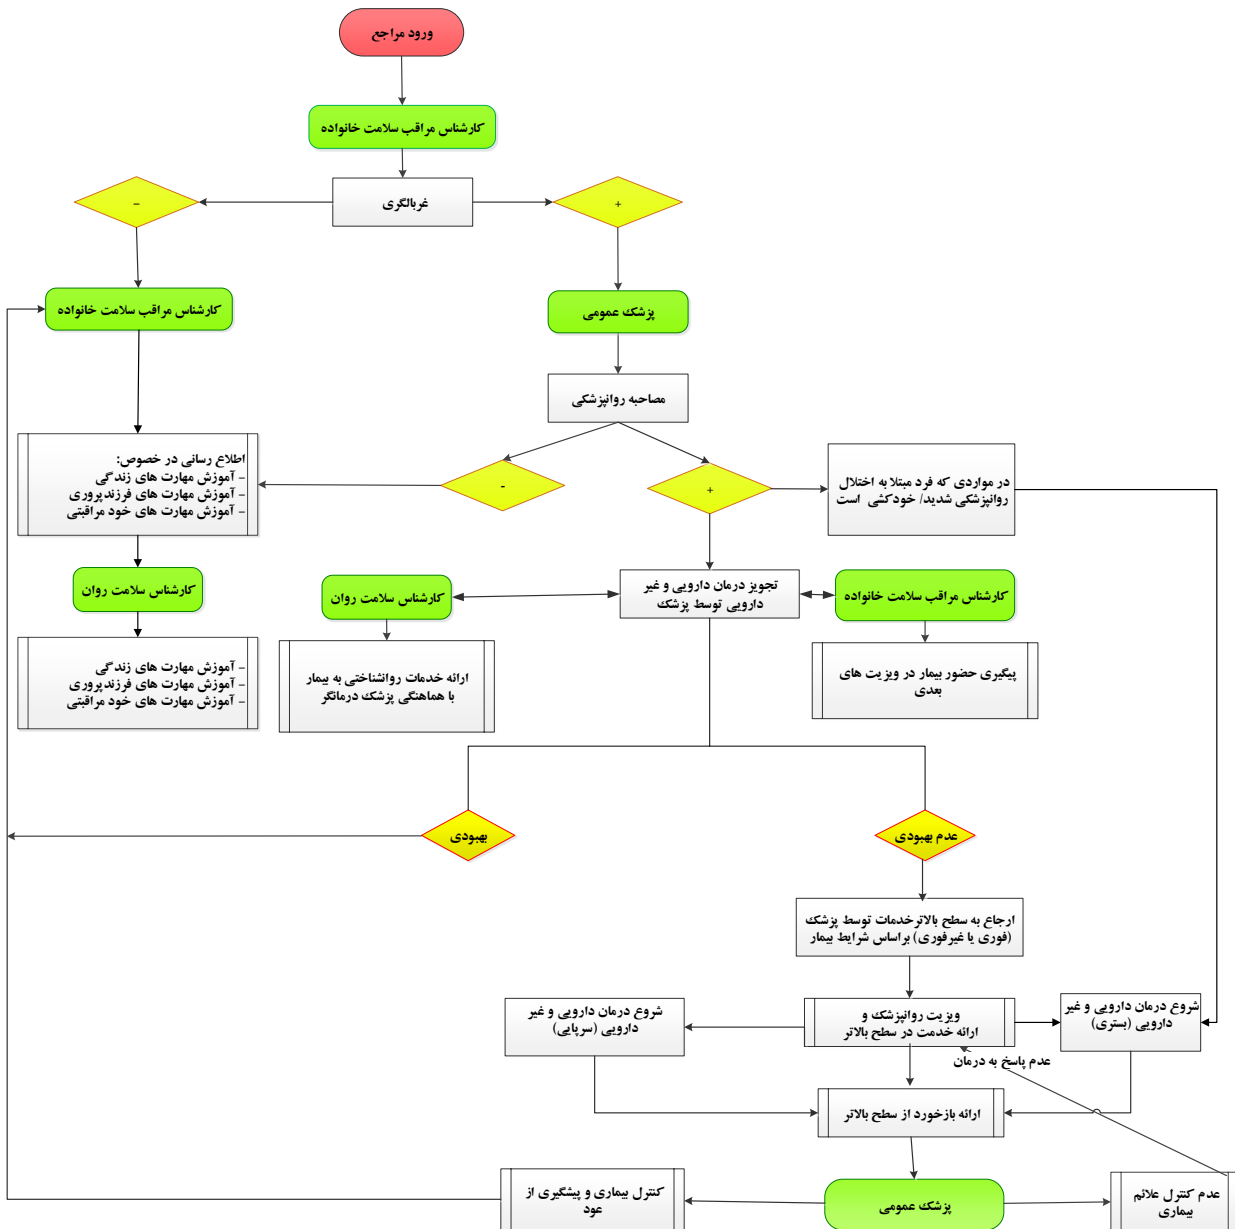 ورود مراجع
کارشناس مراقب سلامت خانواده
غربالگری
–
+
کارشناس مراقب سلامت خانواده
پزشک عمومی
مصاحبه روانپزشکی
اطلاع رسانی در خصوص:
– آموزش مهارت های زندگی
– آموزش مهارت های فرزندپروری
– آموزش مهارت های خود مراقبتی
-
+
در مواردی که فرد مبتلا به اختلال
روانپزشکی شدید/ خودکشی است
کارشناس سلامت روان
کارشناس سلامت روان
تجویز درمان دارویی و غیر
دارویی توسط پزشک
کارشناس مراقب سلامت خانواده
– آموزش مهارت های زندگی
– آموزش مهارت های فرزندپروری
– آموزش مهارت های خود مراقبتی
ارائه خدمات روانشناختی به بیمار
با هماهنگی پزشک درمانگر
پیگیری حضور بیمار در ویزیت های
بعدی
بهبودی
عدم بهبودی
ارجاع به سطح بالاترخدمات توسط پزشک
(فوری یا غیرفوری) براساس شرایط بیمار
شروع درمان دارویی و غیر
دارویی (سرپایی)
ویزیت روانپزشک و
ارائه خدمت در سطح بالاتر
شروع درمان دارویی و غیر
دارویی (بستری)
عدم پاسخ به درمان
ارائه بازخورد از سطح بالاتر
کنترل بیماری و پیشگیری از
عود
پزشک عمومی
عدم کنترل علائم
بیماری